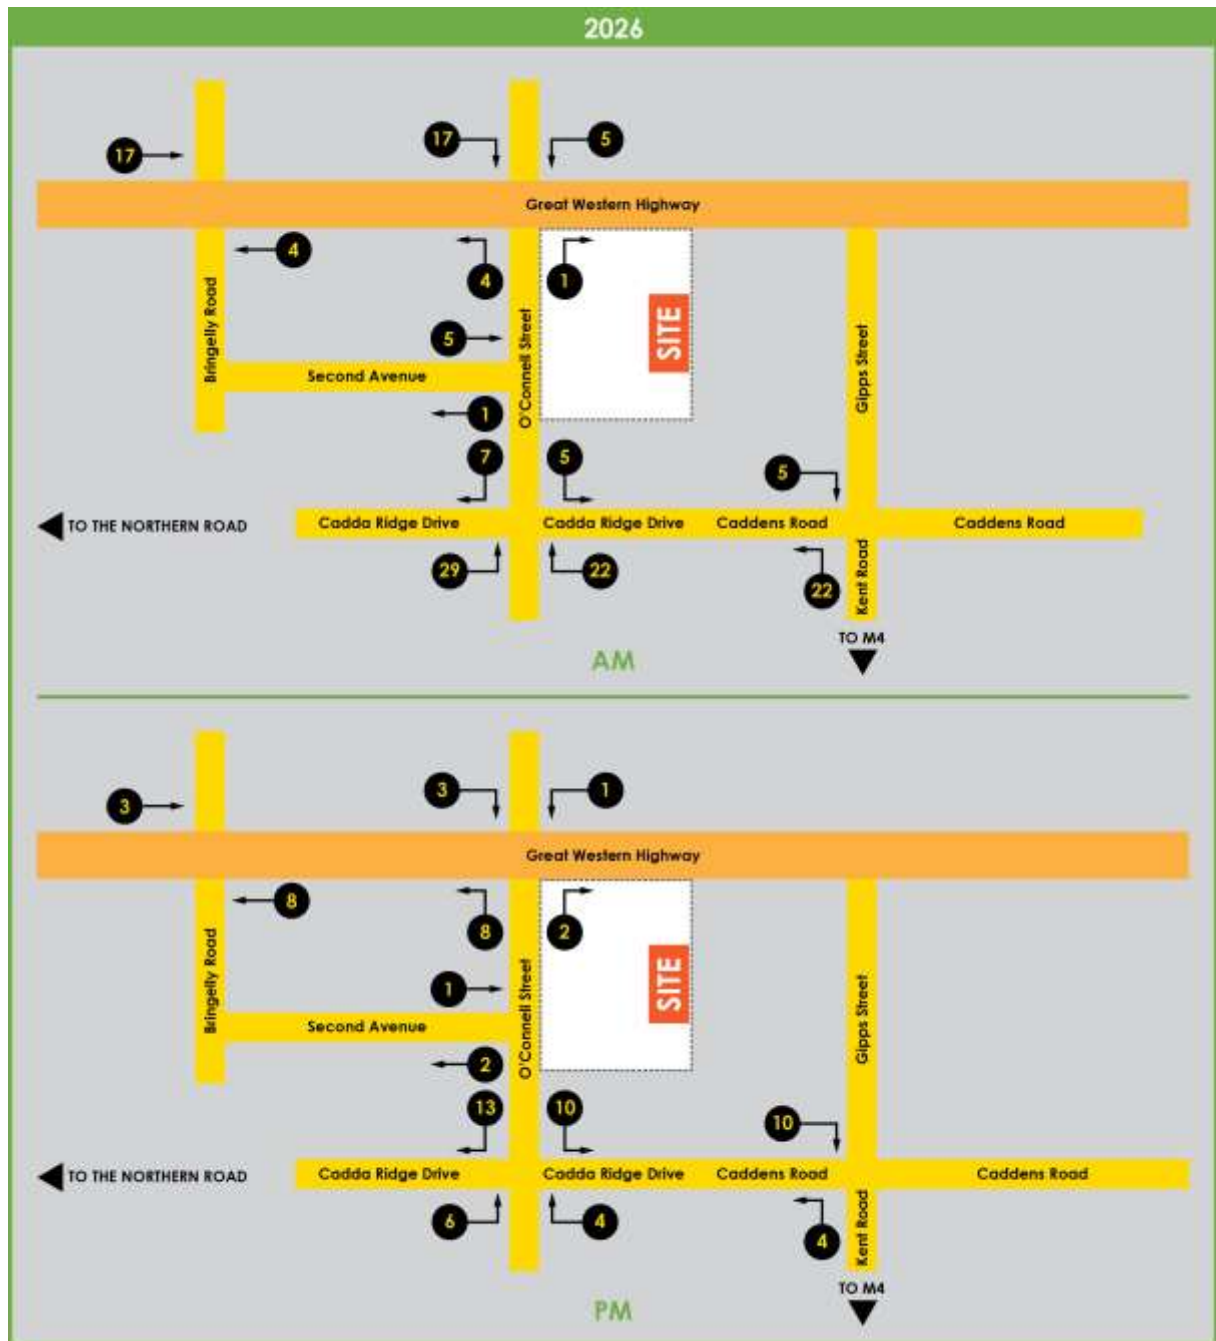 2026
17
17
5
Great Western Highway
4
4
1
Bringelly Road
O'Connell Street
SITE
Gipps Street
5
Second Avenue
1
7
5
5
TO THE NORTHERN ROAD
Cadda Ridge Drive
Cadda Ridge Drive
Caddens Road
Caddens Road
29
22
22
Kent Road
TO M4
AM
3
3
1
Great Western Highway
8
8
2
Bringelly Road
O'Connell Street
SITE
Gipps Street
1
Second Avenue
2
13
10
10
TO THE NORTHERN ROAD
Cadda Ridge Drive
Cadda Ridge Drive
Caddens Road
Caddens Road
6
4
4
Kent Road
TO M4
PM